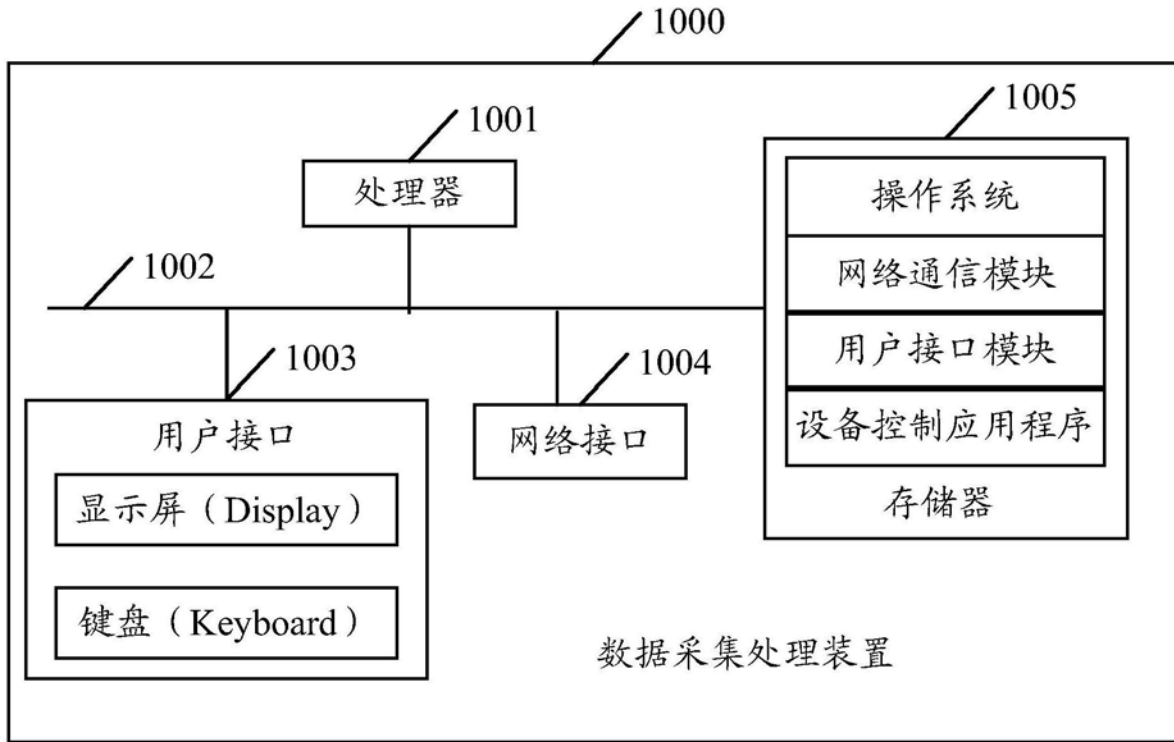 1000
1001
1005
处理器
操作系统
1002
网络通信模块
1003
1004
用户接口模块
用户接口
网络接口
设备控制应用程序
显示屏（Display）
存储器
键盘（Keyboard）
数据采集处理装置